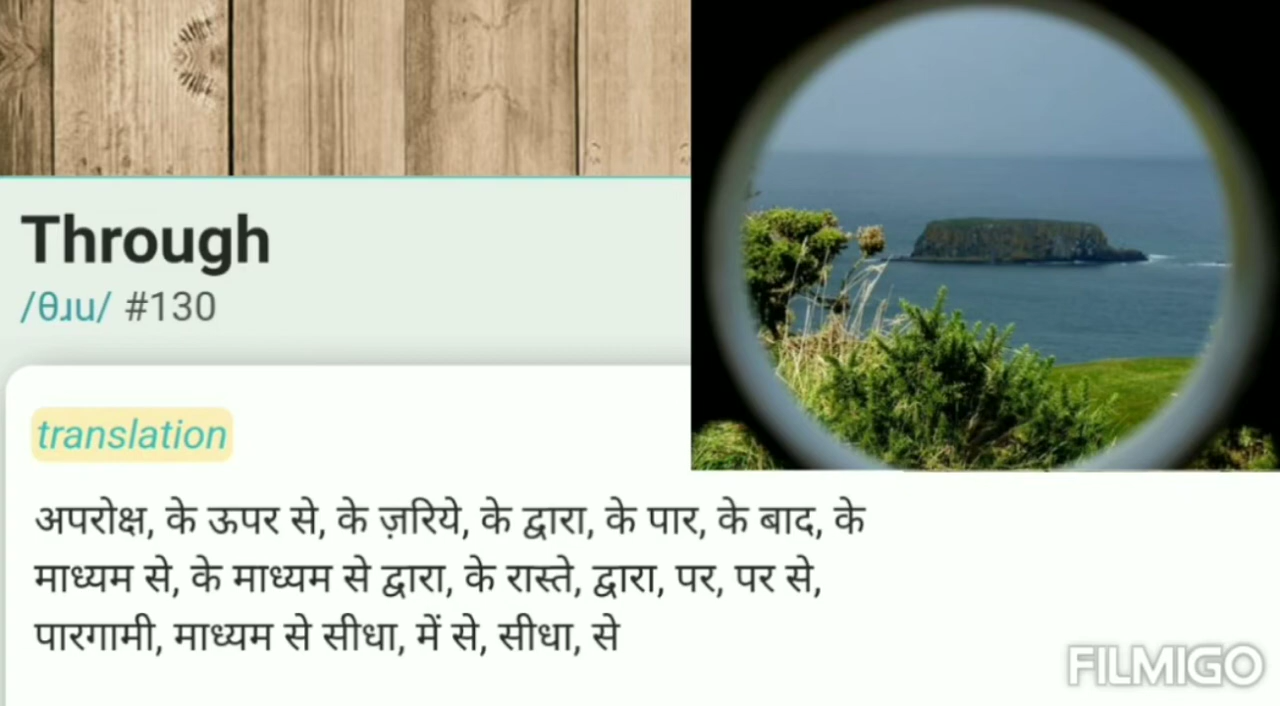 Through
/θɹu/ #130
translation
अपरोक्ष, के ऊपर से, के ज़रिये, के द्वारा, के पार, के बाद, के
माध्यम से, के माध्यम से द्वारा, के रास्ते, द्वारा, पर, पर से,
पारगामी, माध्यम से सीधा, में से, सीधा, से
FILMIGO